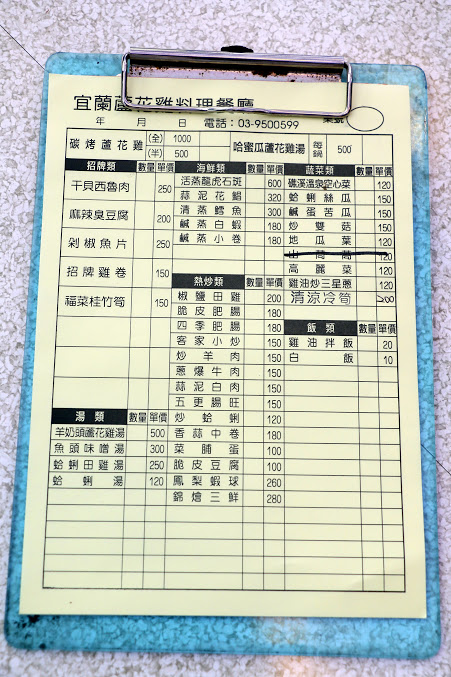 宜蘭蘆花雞料理餐廳
年 月 日 電話：03-9500599 桌號
碳烤蘆花雞 (全) 1000
(半) 500
哈蜜瓜蘆花雞湯 每鍋 500
招牌類 數量 單價
干貝西魯肉 250
麻辣臭豆腐 200
剁椒魚片 250
招牌雞卷 150
福菜桂竹筍 150
湯類 數量 單價
羊奶頭蘆花雞湯 500
魚頭味噌湯 300
蛤蜊田雞湯 250
蛤蜊湯 120
海鮮類 數量 單價
活蒸龍虎石斑 600
蒜泥花鯧 320
清蒸鱈魚 300
鹹蒸白蝦 180
鹹蒸小卷 180
熱炒類 數量 單價
椒鹽田雞 200
脆皮肥腸 180
四季肥腸 180
客家小炒 150
炒羊肉 150
蔥爆牛肉 150
蒜泥白肉 150
五更腸旺 150
炒蛤蜊 120
香蒜中卷 180
菜脯蛋 100
脆皮豆腐 100
鳳梨蝦球 260
錦燴三鮮 280
蔬菜類 數量 單價
礁溪溫泉空心菜 120
蛤蜊絲瓜 150
鹹蛋苦瓜 150
炒雙菇 150
地瓜葉 120
120
高麗菜 120
雞油炒三星蔥 120
清涼冷筍 200
飯類 數量 單價
雞油拌飯 20
白飯 10